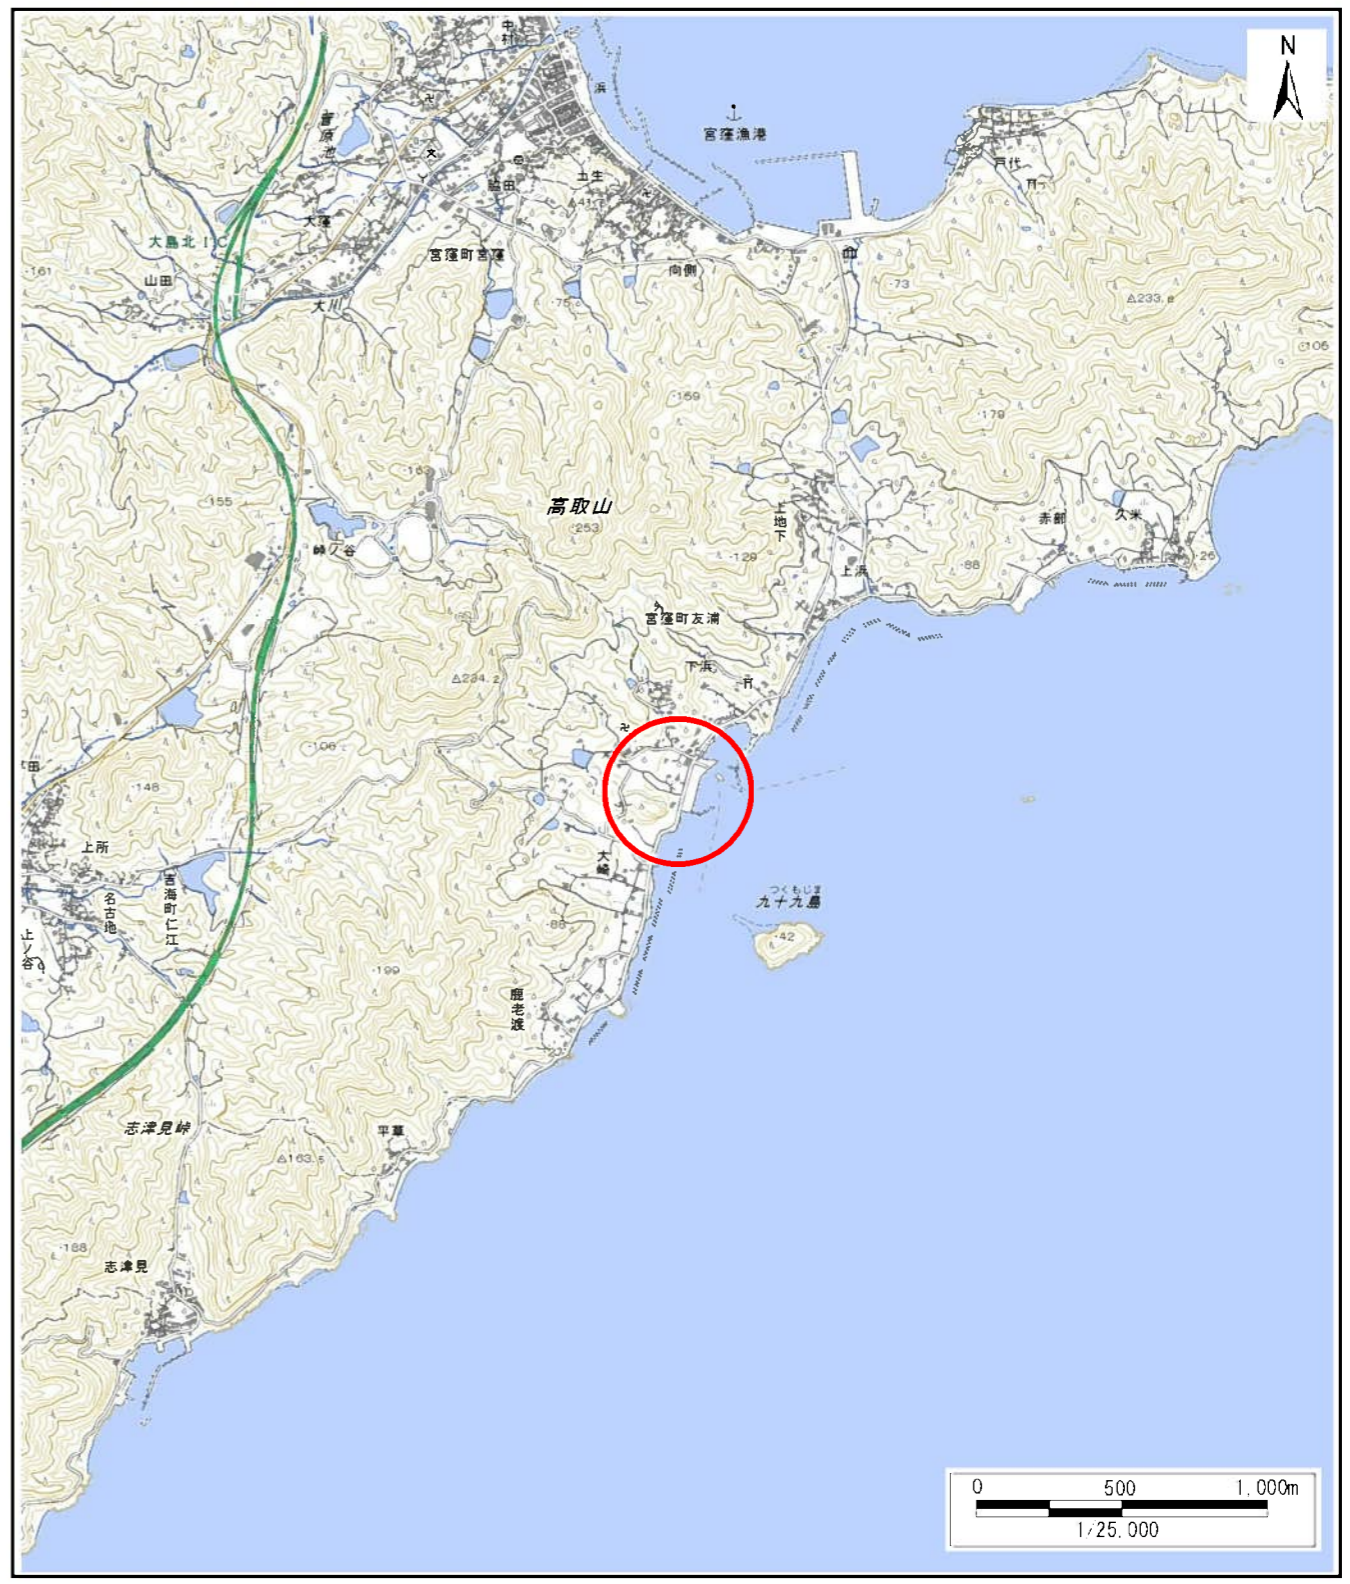 中村
浜
N
宮窪漁港
菅原池
戸代
脇田
土生
大窪
大島北IC
宮窪町宮窪
向側
161
山田
73
233.8
大川
75
106
159
179
163
155
高取山
253
上地下
赤部
久米
峠ノ谷
129
26
上浜
88
宮窪町友浦
下浜
234.2
106
148
上所
大崎
吉海町仁江
名古地
つくもじま
九十九島
88
42
上ノ谷
199
鹿老渡
23
志津見峠
平草
163.5
188
志津見
0 500 1,000m
1/25,000